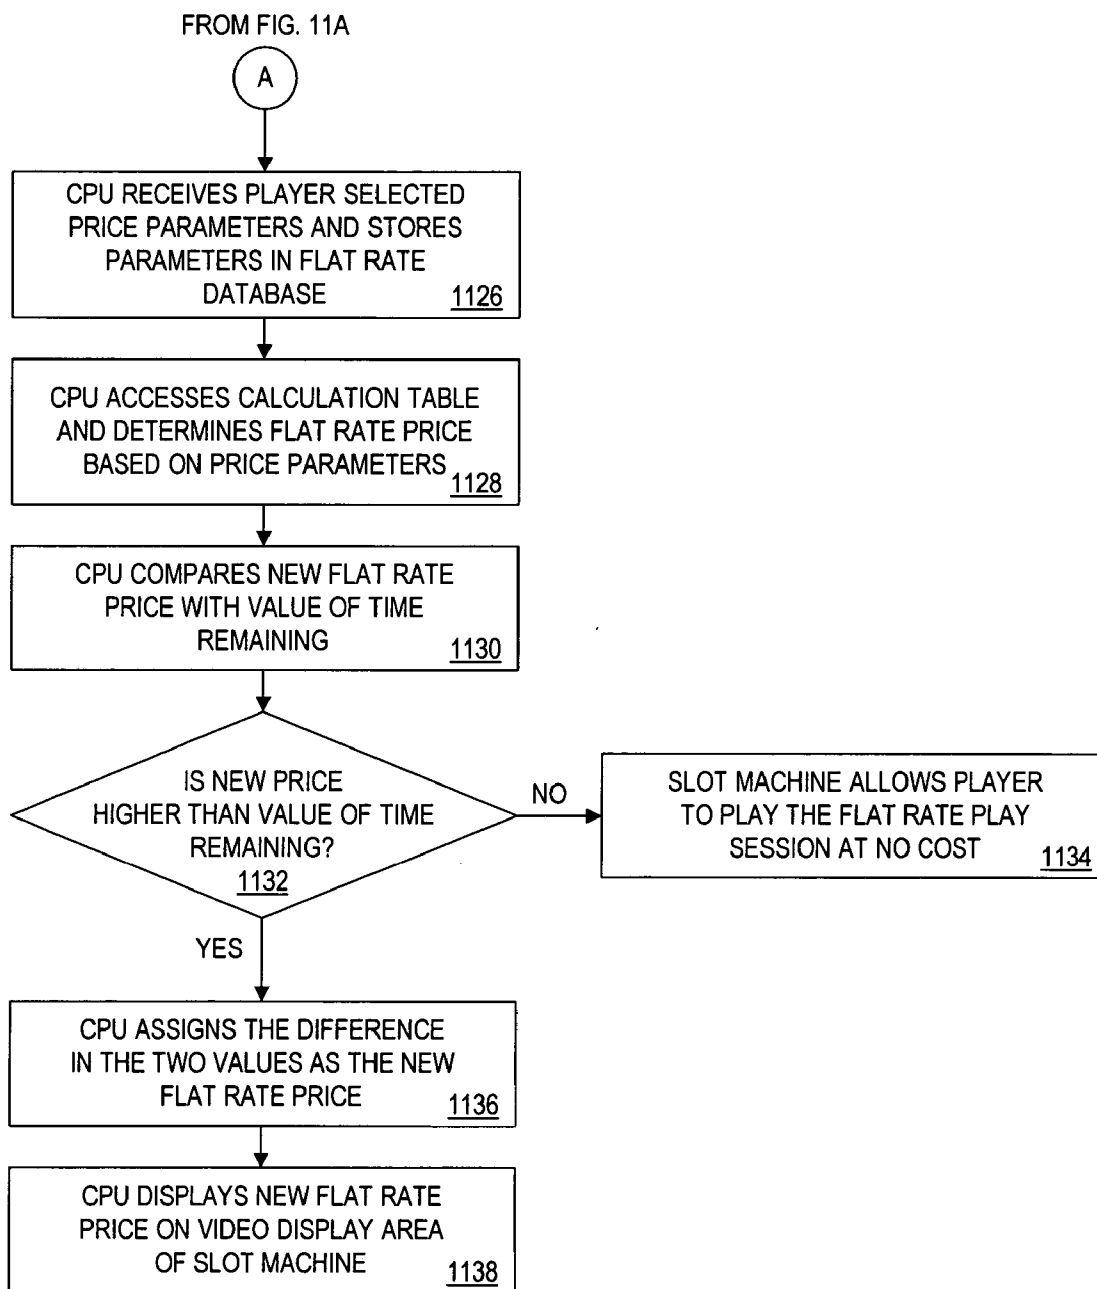 FROM FIG. 11A
A
CPU RECEIVES PLAYER SELECTED
PRICE PARAMETERS AND STORES
PARAMETERS IN FLAT RATE
DATABASE
1126
CPU ACCESSES CALCULATION TABLE
AND DETERMINES FLAT RATE PRICE
BASED ON PRICE PARAMETERS
1128
CPU COMPARES NEW FLAT RATE
PRICE WITH VALUE OF TIME
REMAINING
1130
IS NEW PRICE
HIGHER THAN VALUE OF TIME
REMAINING?
1132
NO
SLOT MACHINE ALLOWS PLAYER
TO PLAY THE FLAT RATE PLAY
SESSION AT NO COST
1134
YES
CPU ASSIGNS THE DIFFERENCE
IN THE TWO VALUES AS THE NEW
FLAT RATE PRICE
1136
CPU DISPLAYS NEW FLAT RATE
PRICE ON VIDEO DISPLAY AREA
OF SLOT MACHINE
1138